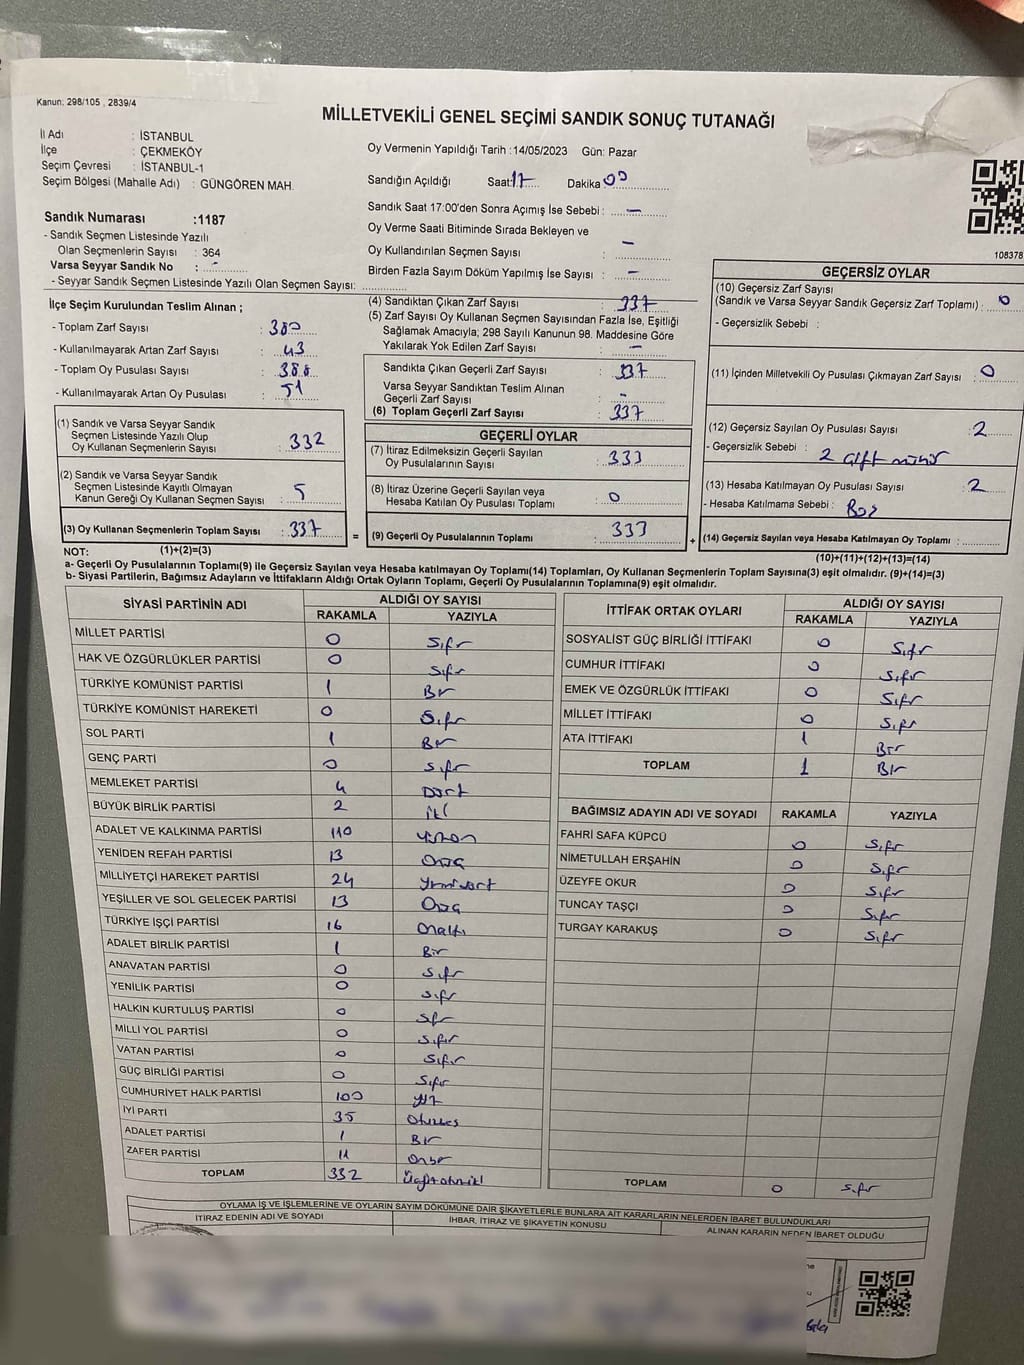 Kanun: 298/105 , 2839/4
MİLLETVEKİLİ GENEL SEÇİMİ SANDIK SONUÇ TUTANAĞI
İl Adı : İSTANBUL
İlçe : ÇEKMEKÖY
Seçim Çevresi : İSTANBUL-1
Seçim Bölgesi (Mahalle Adı) : GÜNGÖREN MAH.
Oy Vermenin Yapıldığı Tarih :14/05/2023 Gün: Pazar
Sandığın Açıldığı Saat:17 Dakika 00
Sandık Saat 17:00'den Sonra Açımış İse Sebebi : -
Oy Verme Saati Bitiminde Sırada Bekleyen ve
Oy Kullandırılan Seçmen Sayısı : -
Birden Fazla Sayım Döküm Yapılmış İse Sayısı : -
Sandık Numarası :1187
- Sandık Seçmen Listesinde Yazılı
Olan Seçmenlerin Sayısı : 364
Varsa Seyyar Sandık No : -
- Seyyar Sandık Seçmen Listesinde Yazılı Olan Seçmen Sayısı:
108378
İlçe Seçim Kurulundan Teslim Alınan ;
- Toplam Zarf Sayısı : 380
- Kullanılmayarak Artan Zarf Sayısı : 43
- Toplam Oy Pusulası Sayısı : 388
- Kullanılmayarak Artan Oy Pusulası : 51
(1) Sandık ve Varsa Seyyar Sandık
Seçmen Listesinde Yazılı Olup
Oy Kullanan Seçmenlerin Sayısı : 332
(2) Sandık ve Varsa Seyyar Sandık
Seçmen Listesinde Kayıtlı Olmayan
Kanun Gereği Oy Kullanan Seçmen Sayısı : 5
(3) Oy Kullanan Seçmenlerin Toplam Sayısı : 337
(4) Sandıktan Çıkan Zarf Sayısı : 337
(5) Zarf Sayısı Oy Kullanan Seçmen Sayısından Fazla İse, Eşitliği
Sağlamak Amacıyla; 298 Sayılı Kanunun 98. Maddesine Göre
Yakılarak Yok Edilen Zarf Sayısı : -
Sandıkta Çıkan Geçerli Zarf Sayısı : 337
Varsa Seyyar Sandıktan Teslim Alınan
Geçerli Zarf Sayısı : -
(6) Toplam Geçerli Zarf Sayısı : 337
GEÇERLİ OYLAR
(7) İtiraz Edilmeksizin Geçerli Sayılan
Oy Pusulalarının Sayısı : 333
(8) İtiraz Üzerine Geçerli Sayılan veya
Hesaba Katılan Oy Pusulaları Toplamı : 0
= (9) Geçerli Oy Pusulalarının Toplamı : 333
GEÇERSİZ OYLAR
(10) Geçersiz Zarf Sayısı
(Sandık ve Varsa Seyyar Sandık Geçersiz Zarf Toplamı) : 0
- Geçersizlik Sebebi :
(11) İçinden Milletvekili Oy Pusulası Çıkmayan Zarf Sayısı : 0
(12) Geçersiz Sayılan Oy Pusulası Sayısı : 2
- Geçersizlik Sebebi : 2 çift mühür
(13) Hesaba Katılmayan Oy Pusulası Sayısı : 2
- Hesaba Katılmama Sebebi : Boş
+ (14) Geçersiz Sayılan veya Hesaba Katılmayan Oy Toplamı :
NOT: (1)+(2)=(3) (10)+(11)+(12)+(13)=(14)
a- Geçerli Oy Pusulalarının Toplamı(9) ile Geçersiz Sayılan veya Hesaba katılmayan Oy Toplamı(14) Toplamları, Oy Kullanan Seçmenlerin Toplam Sayısına(3) eşit olmalıdır. (9)+(14)=(3)
b- Siyasi Partilerin, Bağımsız Adayların ve İttifakların Aldığı Ortak Oyların Toplamı, Geçerli Oy Pusulalarının Toplamına(9) eşit olmalıdır.
SİYASİ PARTİNİN ADI ALDIĞI OY SAYISI
RAKAMLA YAZIYLA
MİLLET PARTİSİ 0 Sıfır
HAK VE ÖZGÜRLÜKLER PARTİSİ 0 Sıfır
TÜRKİYE KOMÜNİST PARTİSİ 1 Bir
TÜRKİYE KOMÜNİST HAREKETİ 0 Sıfır
SOL PARTİ 1 Bir
GENÇ PARTİ 0 Sıfır
MEMLEKET PARTİSİ 4 Dört
BÜYÜK BİRLİK PARTİSİ 2 iki
ADALET VE KALKINMA PARTİSİ 110 Yüzon
YENİDEN REFAH PARTİSİ 13 Onüç
MİLLİYETÇİ HAREKET PARTİSİ 24 Yirmidört
YEŞİLLER VE SOL GELECEK PARTİSİ 13 Onüç
TÜRKİYE İŞÇİ PARTİSİ 16 Onaltı
ADALET BİRLİK PARTİSİ 1 Bir
ANAVATAN PARTİSİ 0 Sıfır
YENİLİK PARTİSİ 0 Sıfır
HALKIN KURTULUŞ PARTİSİ 0 Sıfır
MİLLİ YOL PARTİSİ 0 Sıfır
VATAN PARTİSİ 0 Sıfır
GÜÇ BİRLİĞİ PARTİSİ 0 Sıfır
CUMHURİYET HALK PARTİSİ 100 yüz
İYİ PARTİ 35 Otuzbeş
ADALET PARTİSİ 1 Bir
ZAFER PARTİSİ 11 Onbir
TOPLAM 332 Üçyüzotuziki
İTTİFAK ORTAK OYLARI ALDIĞI OY SAYISI
RAKAMLA YAZIYLA
SOSYALİST GÜÇ BİRLİĞİ İTTİFAKI 0 Sıfır
CUMHUR İTTİFAKI 0 Sıfır
EMEK VE ÖZGÜRLÜK İTTİFAKI 0 Sıfır
MİLLET İTTİFAKI 0 Sıfır
ATA İTTİFAKI 1 Bir
TOPLAM 1 Bir
BAĞIMSIZ ADAYIN ADI VE SOYADI RAKAMLA YAZIYLA
FAHRİ SAFA KÜPCÜ 0 Sıfır
NİMETULLAH ERŞAHİN 0 Sıfır
ÜZEYFE OKUR 0 Sıfır
TUNCAY TAŞÇI 0 Sıfır
TURGAY KARAKUŞ 0 Sıfır
TOPLAM 0 Sıfır
OYLAMA İŞ VE İŞLEMLERİNE VE OYLARIN SAYIM DÖKÜMÜNE DAİR ŞİKAYETLERLE BUNLARA AİT KARARLARIN NELERDEN İBARET BULUNDUKLARI
İTİRAZ EDENİN ADI VE SOYADI İHBAR, İTİRAZ VE ŞİKAYETİN KONUSU ALINAN KARARIN NEDEN İBARET OLDUĞU